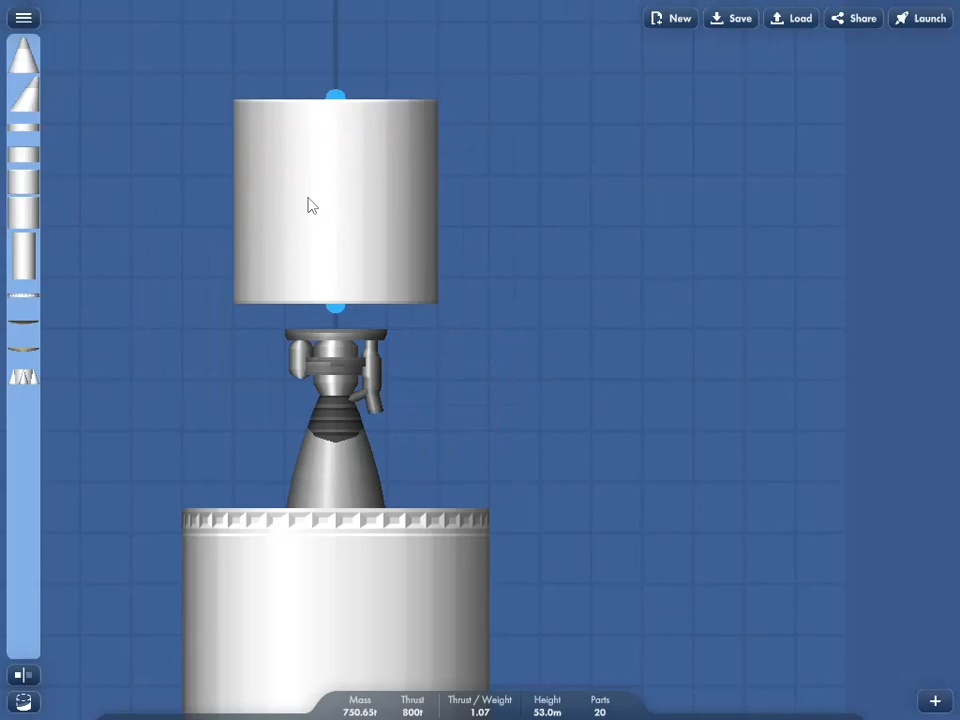 New Save Load Share Launch
Mass Thrust Thrust / Weight Height Parts
750.65t 800t 1.07 53.0m 20